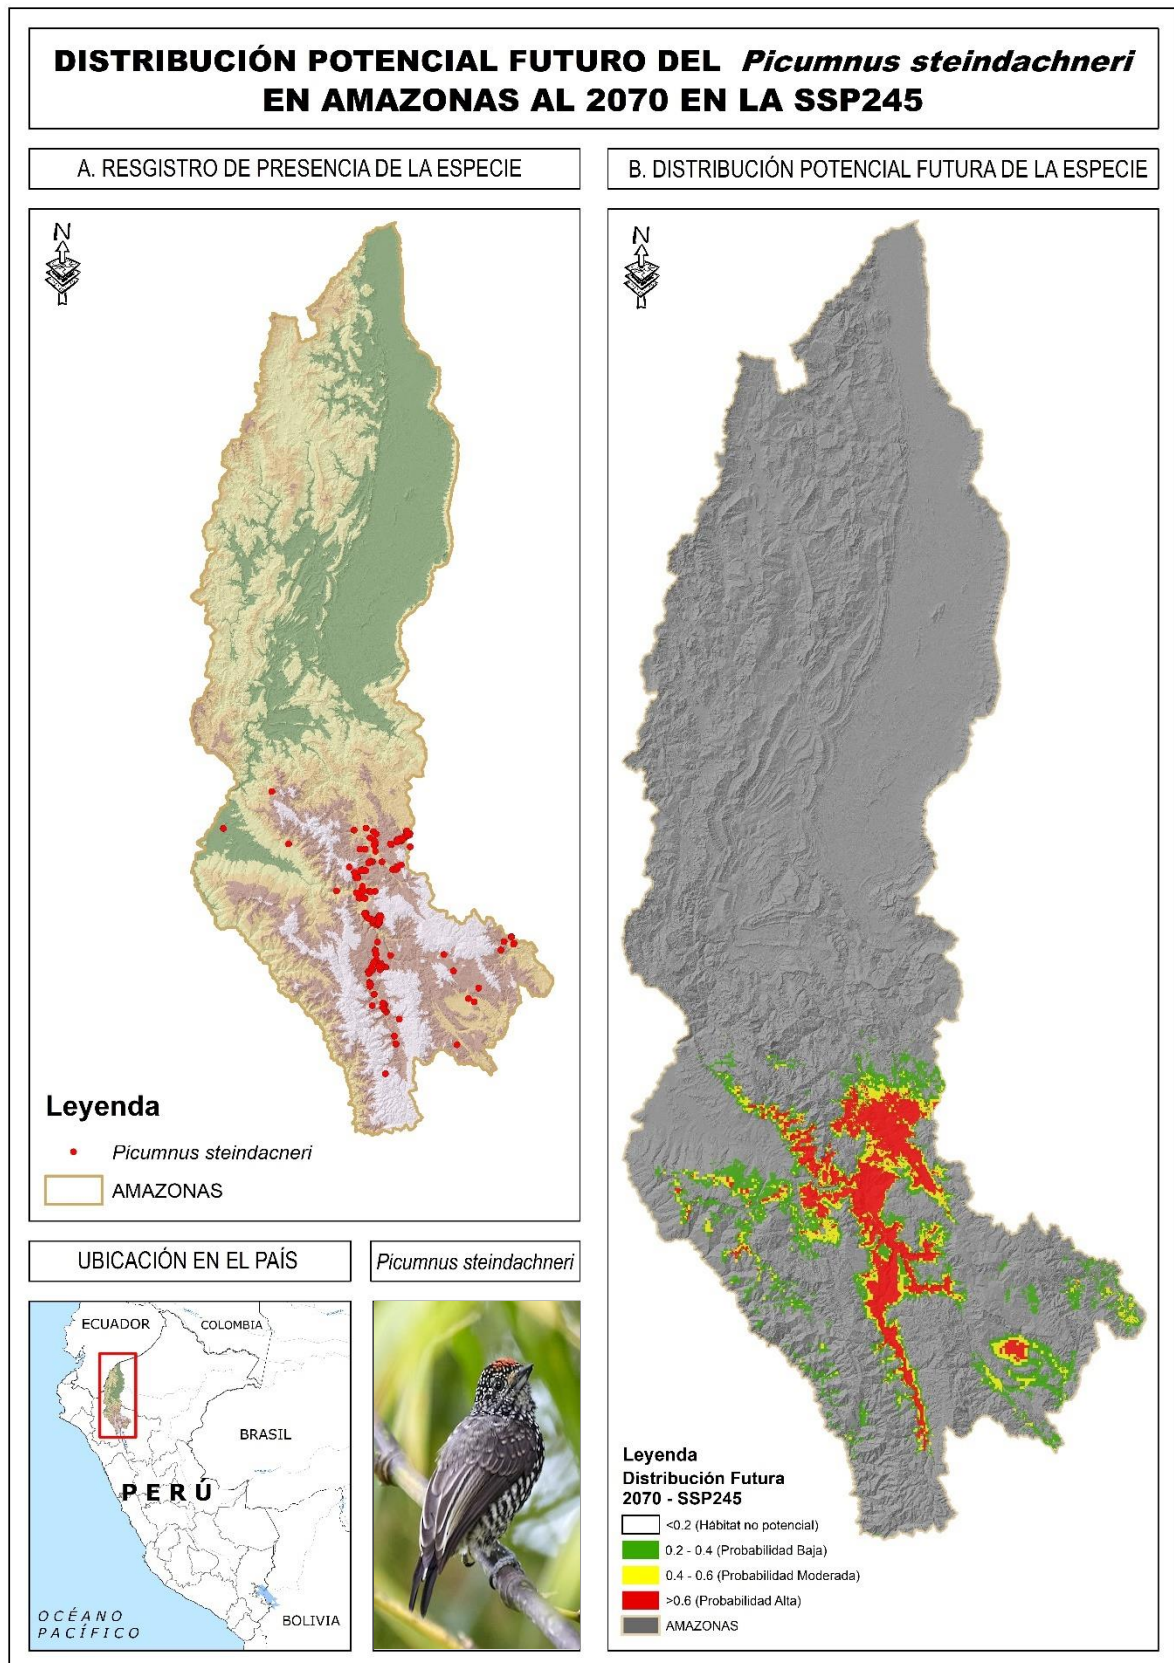 DISTRIBUCIÓN POTENCIAL FUTURO DEL Picumnus steindachneri
EN AMAZONAS AL 2070 EN LA SSP245
A. RESGISTRO DE PRESENCIA DE LA ESPECIE
N
Leyenda
Picumnus steindacneri
AMAZONAS
UBICACIÓN EN EL PAÍS
ECUADOR
COLOMBIA
BRASIL
PERÚ
OCÉANO
PACÍFICO
BOLIVIA
Picumnus steindachneri
B. DISTRIBUCIÓN POTENCIAL FUTURA DE LA ESPECIE
N
Leyenda
Distribución Futura
2070 - SSP245
<0.2 (Hábitat no potencial)
0.2 - 0.4 (Probabilidad Baja)
0.4 - 0.6 (Probabilidad Moderada)
>0.6 (Probabilidad Alta)
AMAZONAS